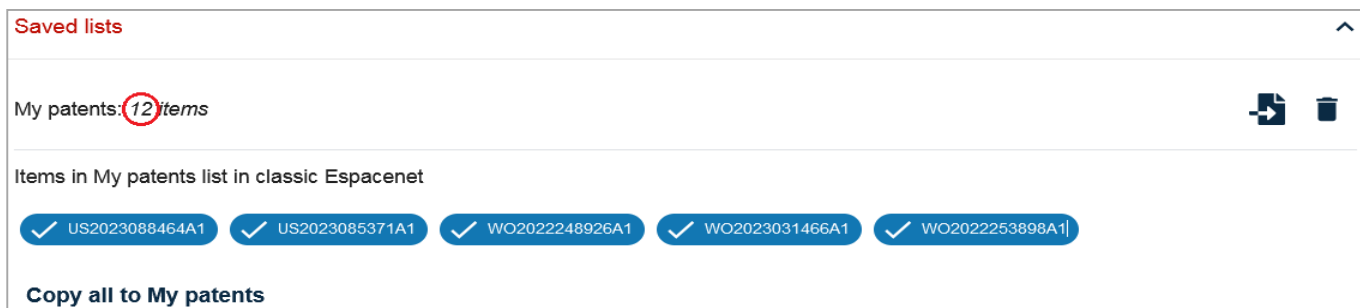 Saved lists
My patents: 12 items
Items in My patents list in classic Espacenet
US2023088464A1 US2023085371A1 WO2022248926A1 WO2023031466A1 WO2022253898A1
Copy all to My patents